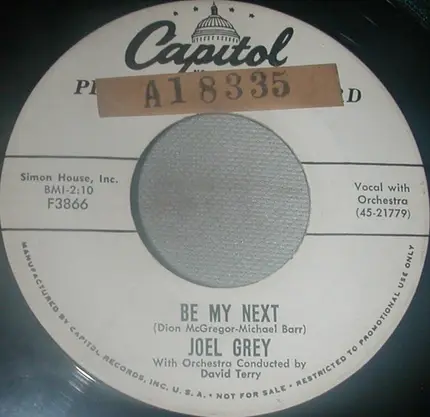 Capitol
A18335
Simon House, Inc.
BMI-2:10
F3866
Vocal with
Orchestra
(45-21779)
BE MY NEXT
(Dion McGregor-Michael Barr)
JOEL GREY
With Orchestra Conducted by
David Terry
MANUFACTURED BY CAPITOL RECORDS, INC. U.S.A. • NOT FOR SALE • RESTRICTED TO PROMOTIONAL USE ONLY